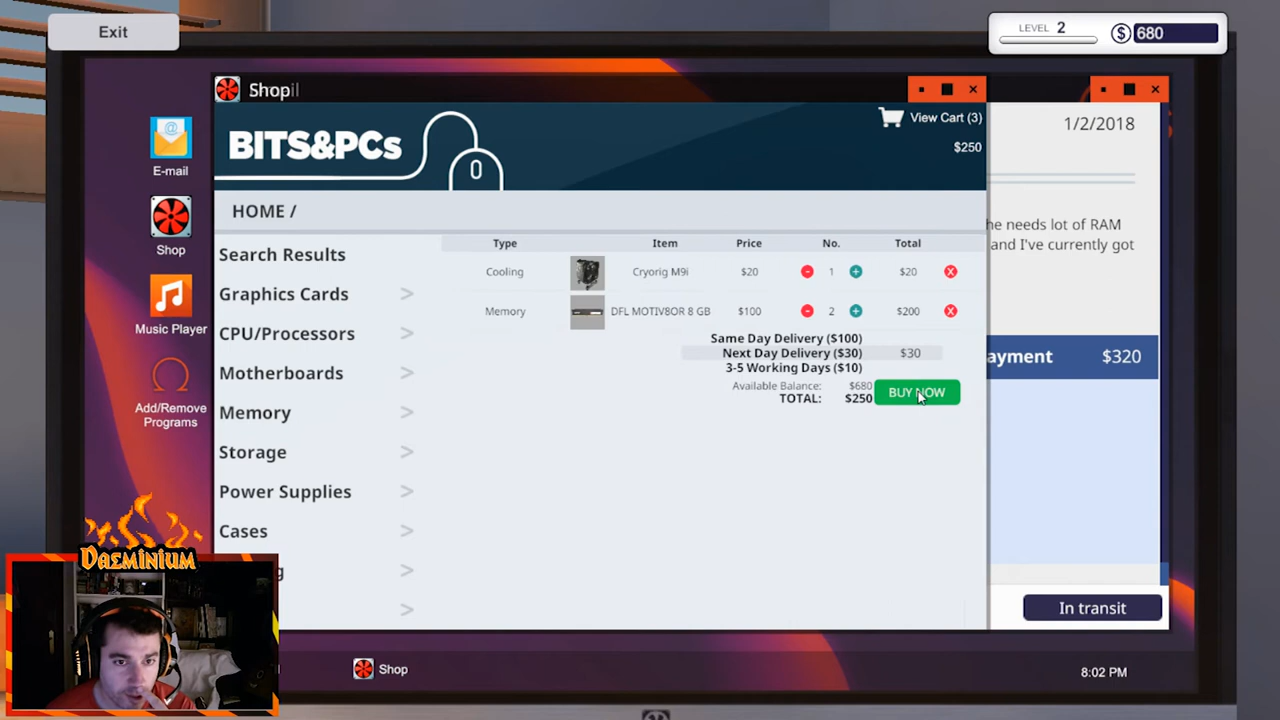 Exit
LEVEL 2
$ 680
Shop
BITS&PCs
View Cart (3)
$250
1/2/2018
HOME /
he needs lot of RAM
and I've currently got
Search Results
Graphics Cards >
CPU/Processors >
Motherboards >
Memory >
Storage >
Power Supplies >
Cases >
>
>
Type Item Price No. Total
Cooling Cryorig M9i $20 - 1 + $20 X
Memory DFL MOTIV8OR 8 GB $100 - 2 + $200 X
Same Day Delivery ($100)
Next Day Delivery ($30) $30
3-5 Working Days ($10)
Available Balance: $680
TOTAL: $250
BUY NOW
ayment $320
In transit
E-mail
Shop
Music Player
Add/Remove
Programs
DAEMINIUM
Shop
8:02 PM